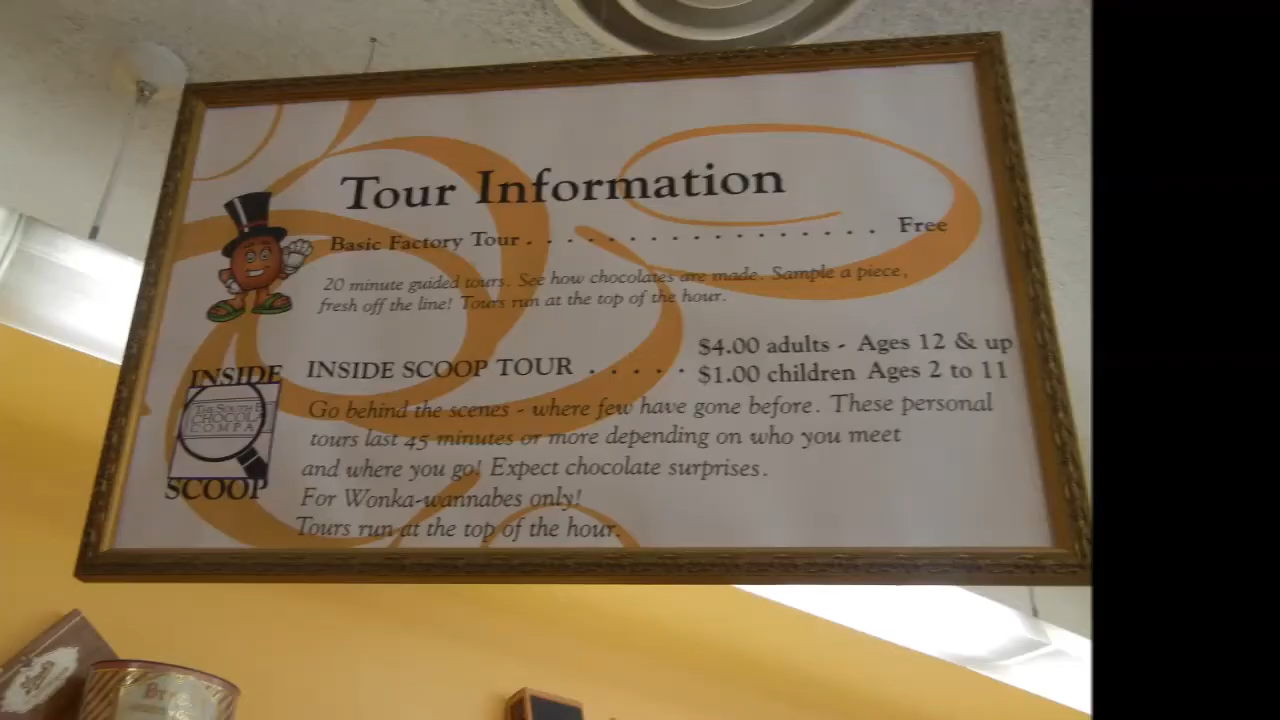 Tour Information
Basic Factory Tour . . . . . . . . . . . . . . . . . Free
20 minute guided tours. See how chocolates are made. Sample a piece,
fresh off the line! Tours run at the top of the hour.
INSIDE SCOOP TOUR . . . . .
$4.00 adults - Ages 12 & up
$1.00 children Ages 2 to 11
Go behind the scenes - where few have gone before. These personal
tours last 45 minutes or more depending on who you meet
and where you go! Expect chocolate surprises.
For Wonka-wannabes only!
Tours run at the top of the hour.
INSIDE
THE SOUTH B
CHOCOLA
COMPA
SCOOP